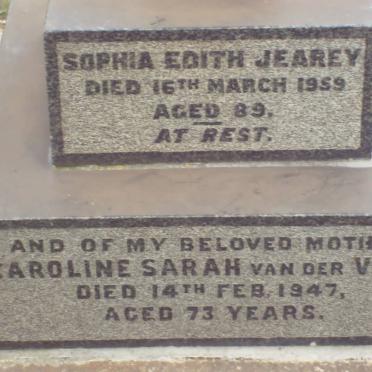 SOPHIA EDITH JEAREY
DIED 16TH MARCH 1959
AGED 89.
AT REST.
AND OF MY BELOVED
CAROLINE SARAH VAN DER
DIED 14TH FEB. 1947,
AGED 73 YEARS.